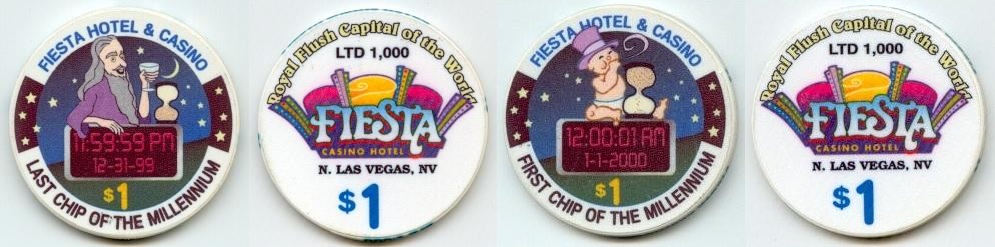 FIESTA HOTEL & CASINO
11:59:59 PM
12-31-99
$1
LAST CHIP OF THE MILLENNIUM
Royal Flush Capital of the World
LTD 1,000
FIESTA
CASINO HOTEL
N. LAS VEGAS, NV
$1
FIESTA HOTEL & CASINO
12:00:01 AM
1-1-2000
$1
FIRST CHIP OF THE MILLENNIUM
Royal Flush Capital of the World
LTD 1,000
FIESTA
CASINO HOTEL
N. LAS VEGAS, NV
$1